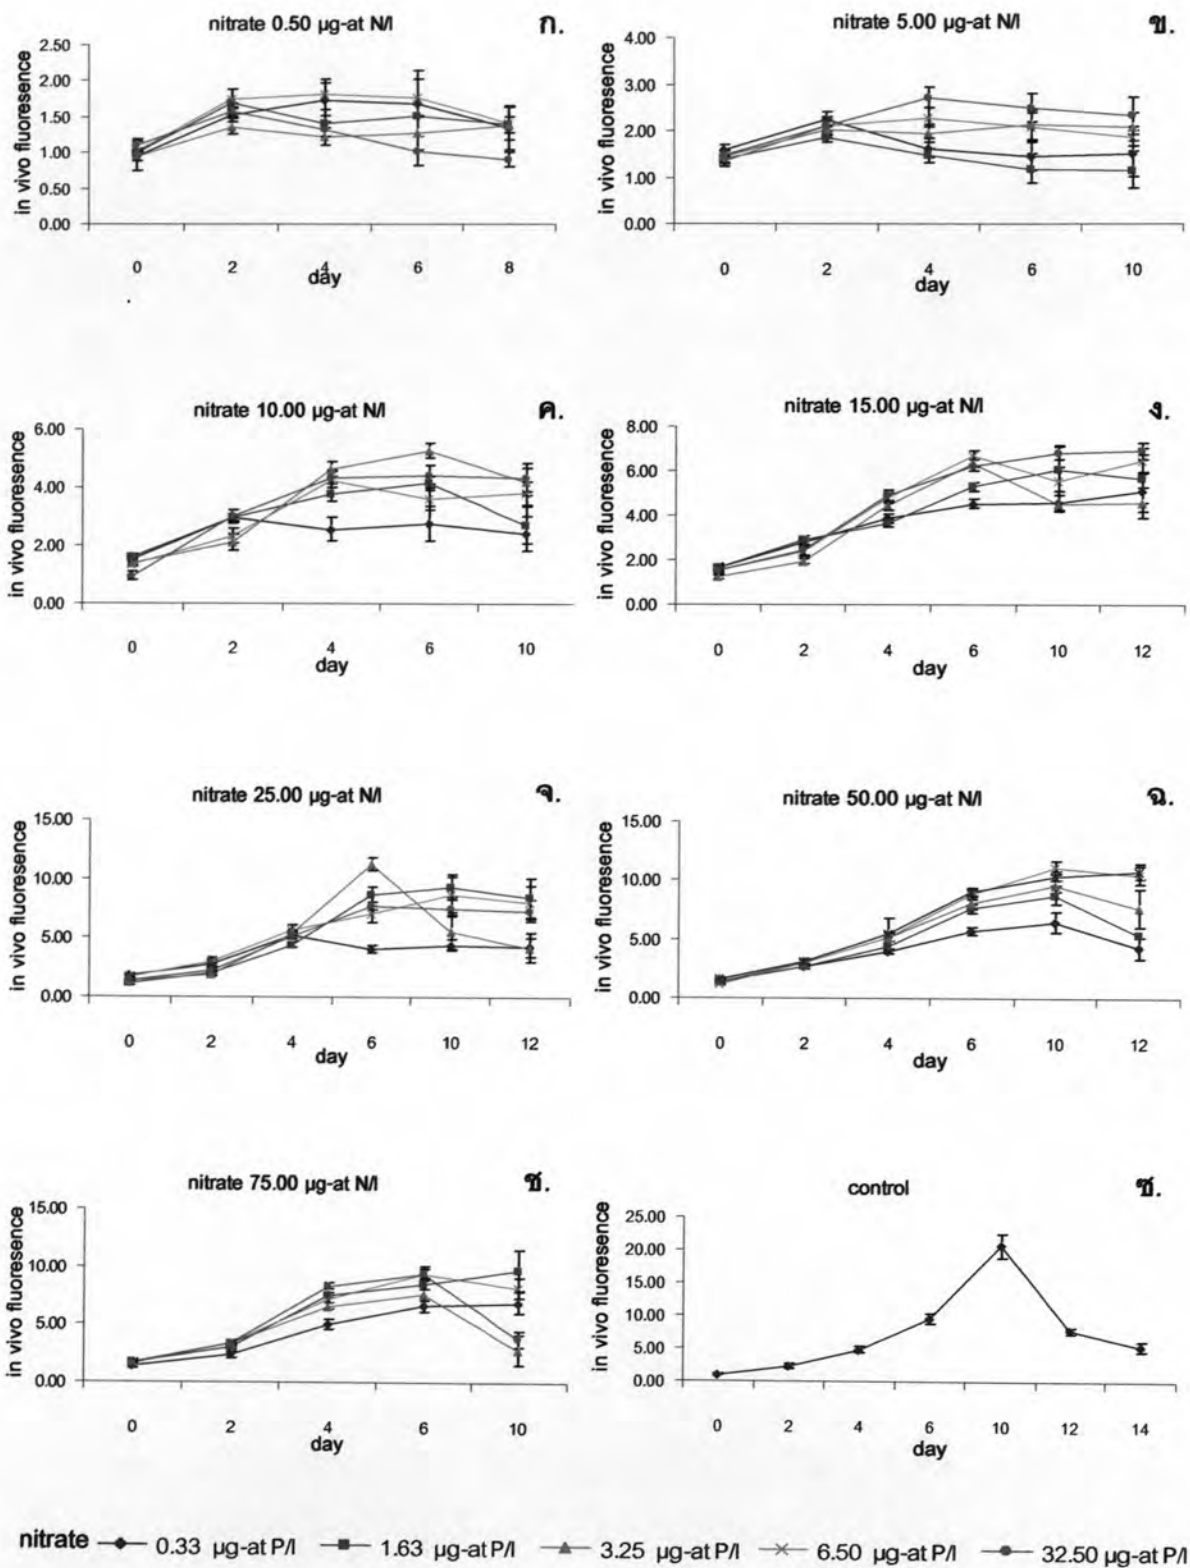 nitrate 0.50 µg-at N/l ก.
in vivo fluoresence
2.50
2.00
1.50
1.00
0.50
0.00
0 2 4 6 8
day
nitrate 5.00 µg-at N/l ข.
in vivo fluoresence
4.00
3.00
2.00
1.00
0.00
0 2 4 6 10
day
nitrate 10.00 µg-at N/l ค.
in vivo fluoresence
6.00
4.00
2.00
0.00
0 2 4 6 10
day
nitrate 15.00 µg-at N/l ง.
in vivo fluoresence
8.00
6.00
4.00
2.00
0.00
0 2 4 6 10 12
day
nitrate 25.00 µg-at N/l จ.
in vivo fluoresence
15.00
10.00
5.00
0.00
0 2 4 6 10 12
day
nitrate 50.00 µg-at N/l ฉ.
in vivo fluoresence
15.00
10.00
5.00
0.00
0 2 4 6 10 12
day
nitrate 75.00 µg-at N/l ช.
in vivo fluoresence
15.00
10.00
5.00
0.00
0 2 4 6 10
day
control ซ.
in vivo fluoresence
25.00
20.00
15.00
10.00
5.00
0.00
0 2 4 6 10 12 14
day
nitrate 0.33 µg-at P/l 1.63 µg-at P/l 3.25 µg-at P/l 6.50 µg-at P/l 32.50 µg-at P/l